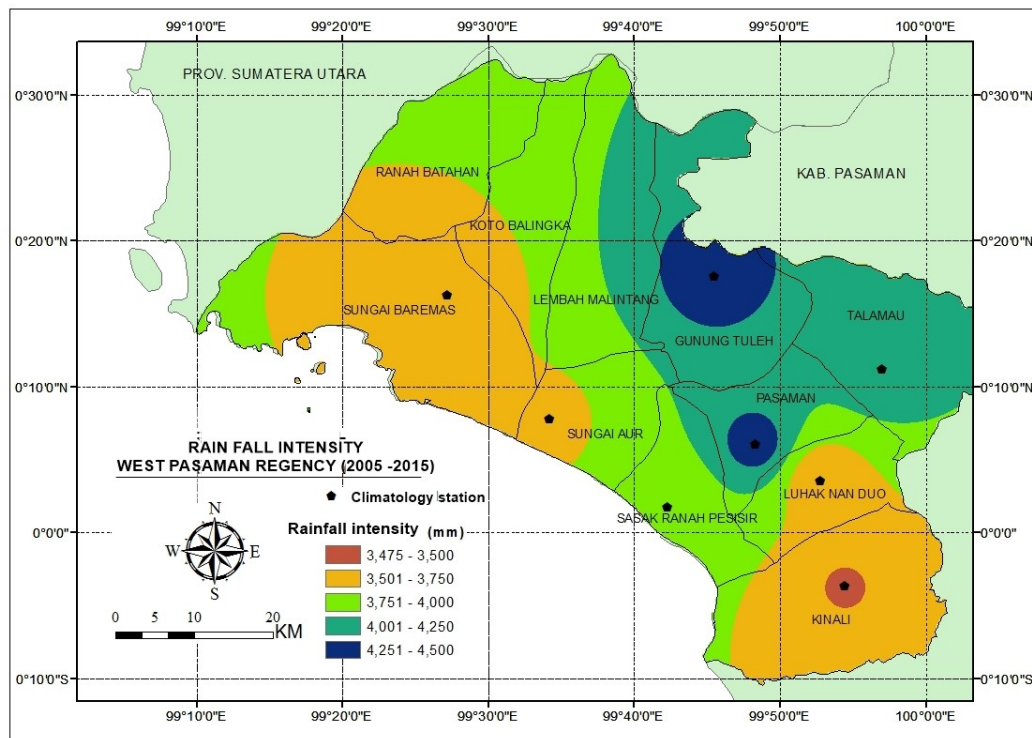 99°10'0"E 99°20'0"E 99°30'0"E 99°40'0"E 99°50'0"E 100°0'0"E
PROV. SUMATERA UTARA
0°30'0"N 0°30'0"N
RANAH BATAHAN
KAB. PASAMAN
KOTO BALINGKA
0°20'0"N 0°20'0"N
LEMBAH MALINTANG
SUNGAI BAREMAS
TALAMAU
GUNUNG TULEH
0°10'0"N 0°10'0"N
PASAMAN
SUNGAI AUR
RAIN FALL INTENSITY
WEST PASAMAN REGENCY (2005 -2015)
LUHAK NAN DUO
Climatology station
SASAK RANAH PESISIR
0°0'0" 0°0'0"
N
W E
S
Rainfall intensity (mm)
3,475 - 3,500
3,501 - 3,750
3,751 - 4,000
4,001 - 4,250
4,251 - 4,500
KINALI
0 5 10 20
KM
0°10'0"S 0°10'0"S
99°10'0"E 99°20'0"E 99°30'0"E 99°40'0"E 99°50'0"E 100°0'0"E